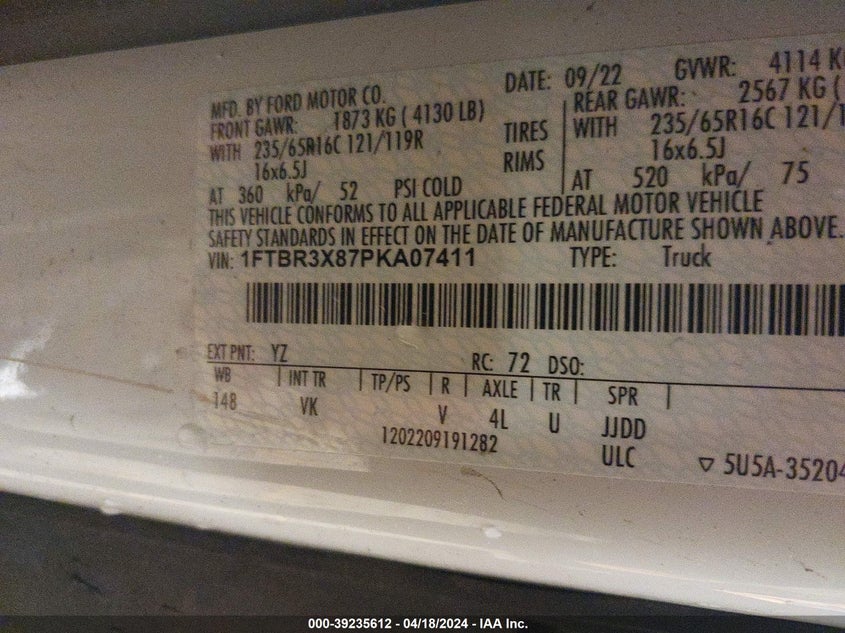 DATE: 09/22 GVWR: 4114 K
MFD. BY FORD MOTOR CO.
FRONT GAWR: 1873 KG ( 4130 LB)
REAR GAWR: 2567 KG (
WITH 235/65R16C 121/119R
TIRES
WITH 235/65R16C 121/
16x6.5J
RIMS
16x6.5J
AT 360 kPa/ 52 PSI COLD
AT 520 kPa/ 75
THIS VEHICLE CONFORMS TO ALL APPLICABLE FEDERAL MOTOR VEHICLE
SAFETY STANDARDS IN EFFECT ON THE DATE OF MANUFACTURE SHOWN ABOVE.
VIN: 1FTBR3X87PKA07411 TYPE: Truck
EXT PNT: YZ RC: 72 DSO:
WB INT TR TP/PS R AXLE TR SPR
148 VK V 4L U JJDD
1202209191282 ULC
5U5A-35204
000-39235612 - 04/18/2024 - IAA Inc.